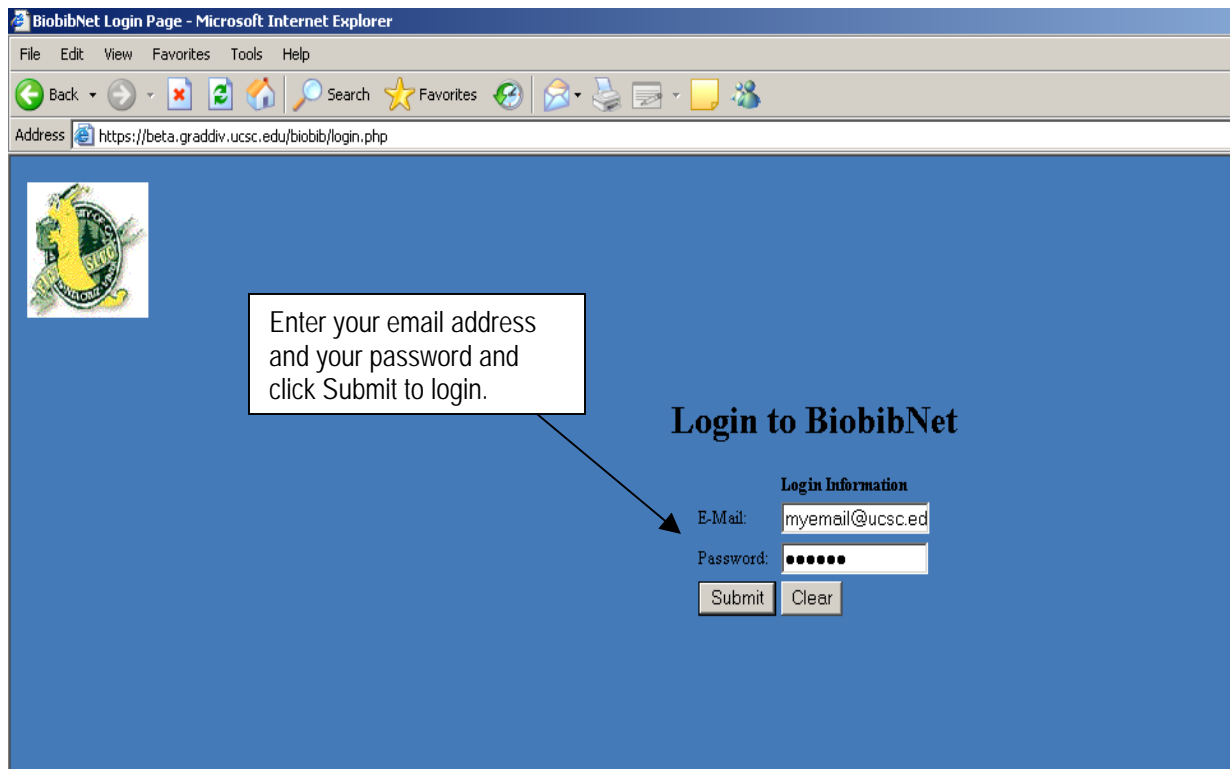 BiobibNet Login Page - Microsoft Internet Explorer
File Edit View Favorites Tools Help
Back Search Favorites
Address https://beta.graddiv.ucsc.edu/biobib/login.php
SLUG
Enter your email address
and your password and
click Submit to login.
Login to BiobibNet
Login Information
E-Mail: myemail@ucsc.ed
Password: ●●●●●●
Submit Clear